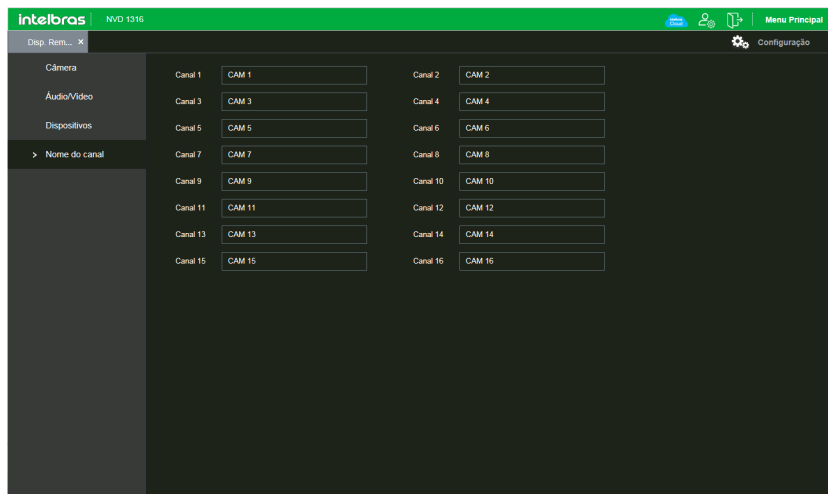 intelbras NVD 1316 Intelbras Cloud Menu Principal
Disp. Rem... × Configuração
Câmera
Áudio/Vídeo
Dispositivos
> Nome do canal
Canal 1 CAM 1 Canal 2 CAM 2
Canal 3 CAM 3 Canal 4 CAM 4
Canal 5 CAM 5 Canal 6 CAM 6
Canal 7 CAM 7 Canal 8 CAM 8
Canal 9 CAM 9 Canal 10 CAM 10
Canal 11 CAM 11 Canal 12 CAM 12
Canal 13 CAM 13 Canal 14 CAM 14
Canal 15 CAM 15 Canal 16 CAM 16